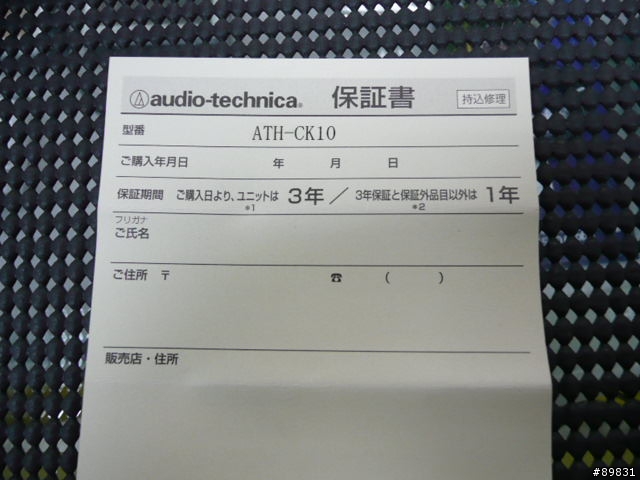 audio-technica® 保証書 持込修理
型番 ATH-CK10
ご購入年月日 年 月 日
保証期間 ご購入日より、ユニットは※1 3年 / 3年保証と保証外品目以外は※2 1年
フリガナ
ご氏名
ご住所 〒 ☎ ( )
販売店・住所
#89831